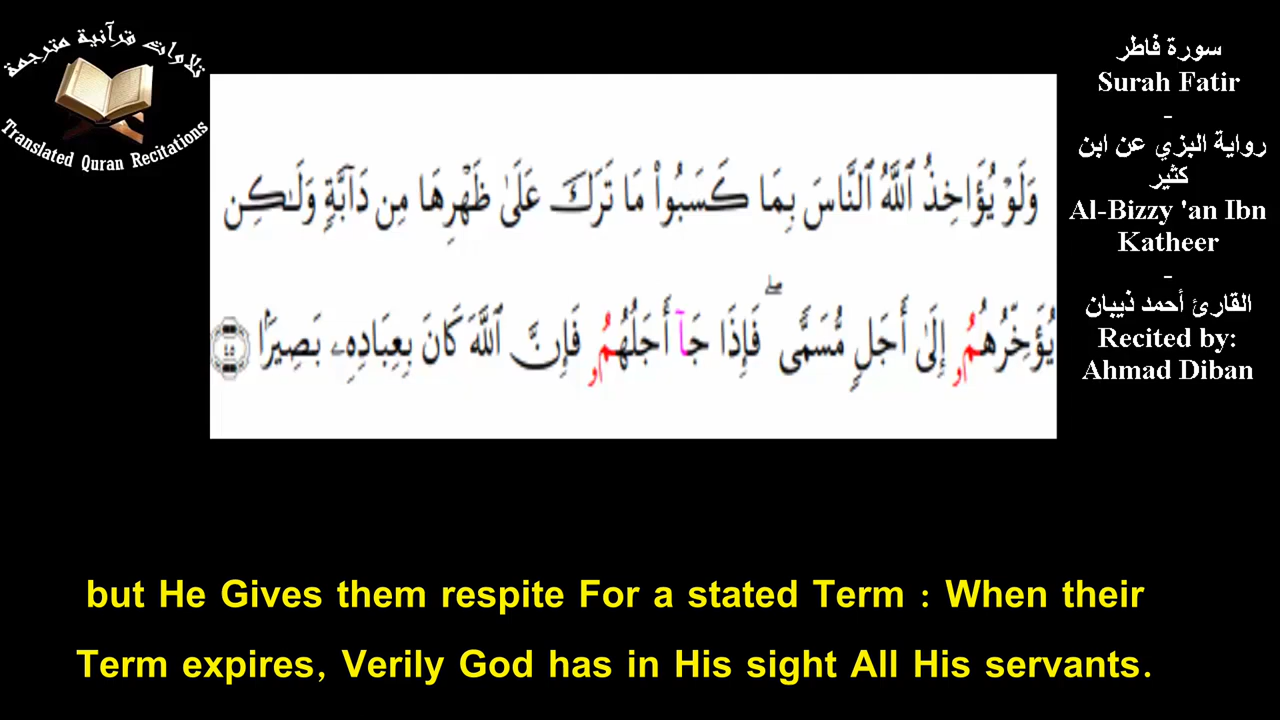 تلاوات قرآنية مترجمة
Translated Quran Recitations
سورة فاطر
Surah Fatir
-
رواية البزي عن ابن
كثير
Al-Bizzy 'an Ibn
Katheer
-
القارئ أحمد ذيبان
Recited by:
Ahmad Diban
وَلَوْ يُؤَاخِذُ ٱللَّهُ ٱلنَّاسَ بِمَا كَسَبُوا۟ مَا تَرَكَ عَلَىٰ ظَهْرِهَا مِن دَآبَّةٍ وَلَـٰكِن
يُؤَخِّرُهُمُۥ إِلَىٰٓ أَجَلٍ مُّسَمًّى ۖ فَإِذَا جَآ أَجَلُهُمُۥ فَإِنَّ ٱللَّهَ كَانَ بِعِبَادِهِۦ بَصِيرًۢا ٤٥
but He Gives them respite For a stated Term : When their
Term expires, Verily God has in His sight All His servants.